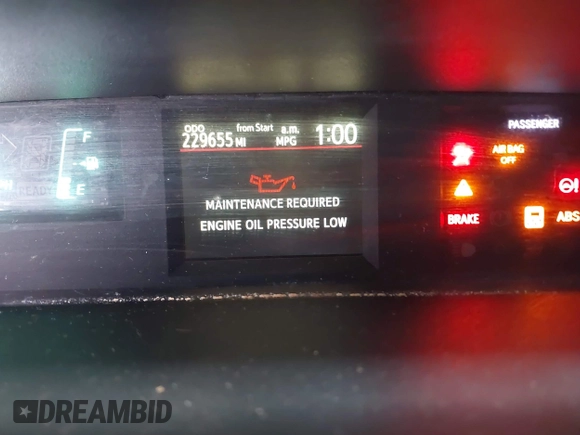 F
E
READY
ODO
from Start
a.m.
229655 MI
MPG
1:00
MAINTENANCE REQUIRED
ENGINE OIL PRESSURE LOW
PASSENGER
AIR BAG
OFF
BRAKE
ABS
DREAMBID